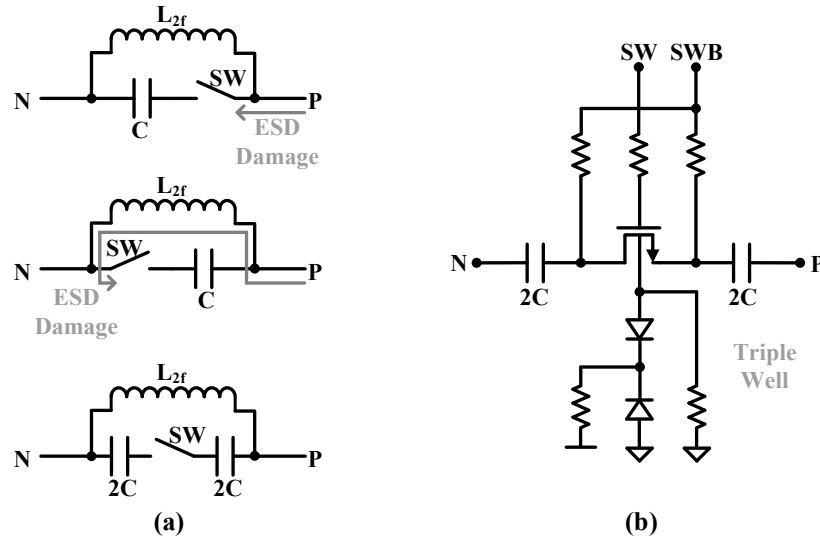 L2f
SW
N
C
P
ESD
Damage
L2f
SW
N
C
P
ESD
Damage
L2f
N
SW
P
2C
2C
(a)
SW
SWB
N
2C
2C
P
Triple
Well
(b)